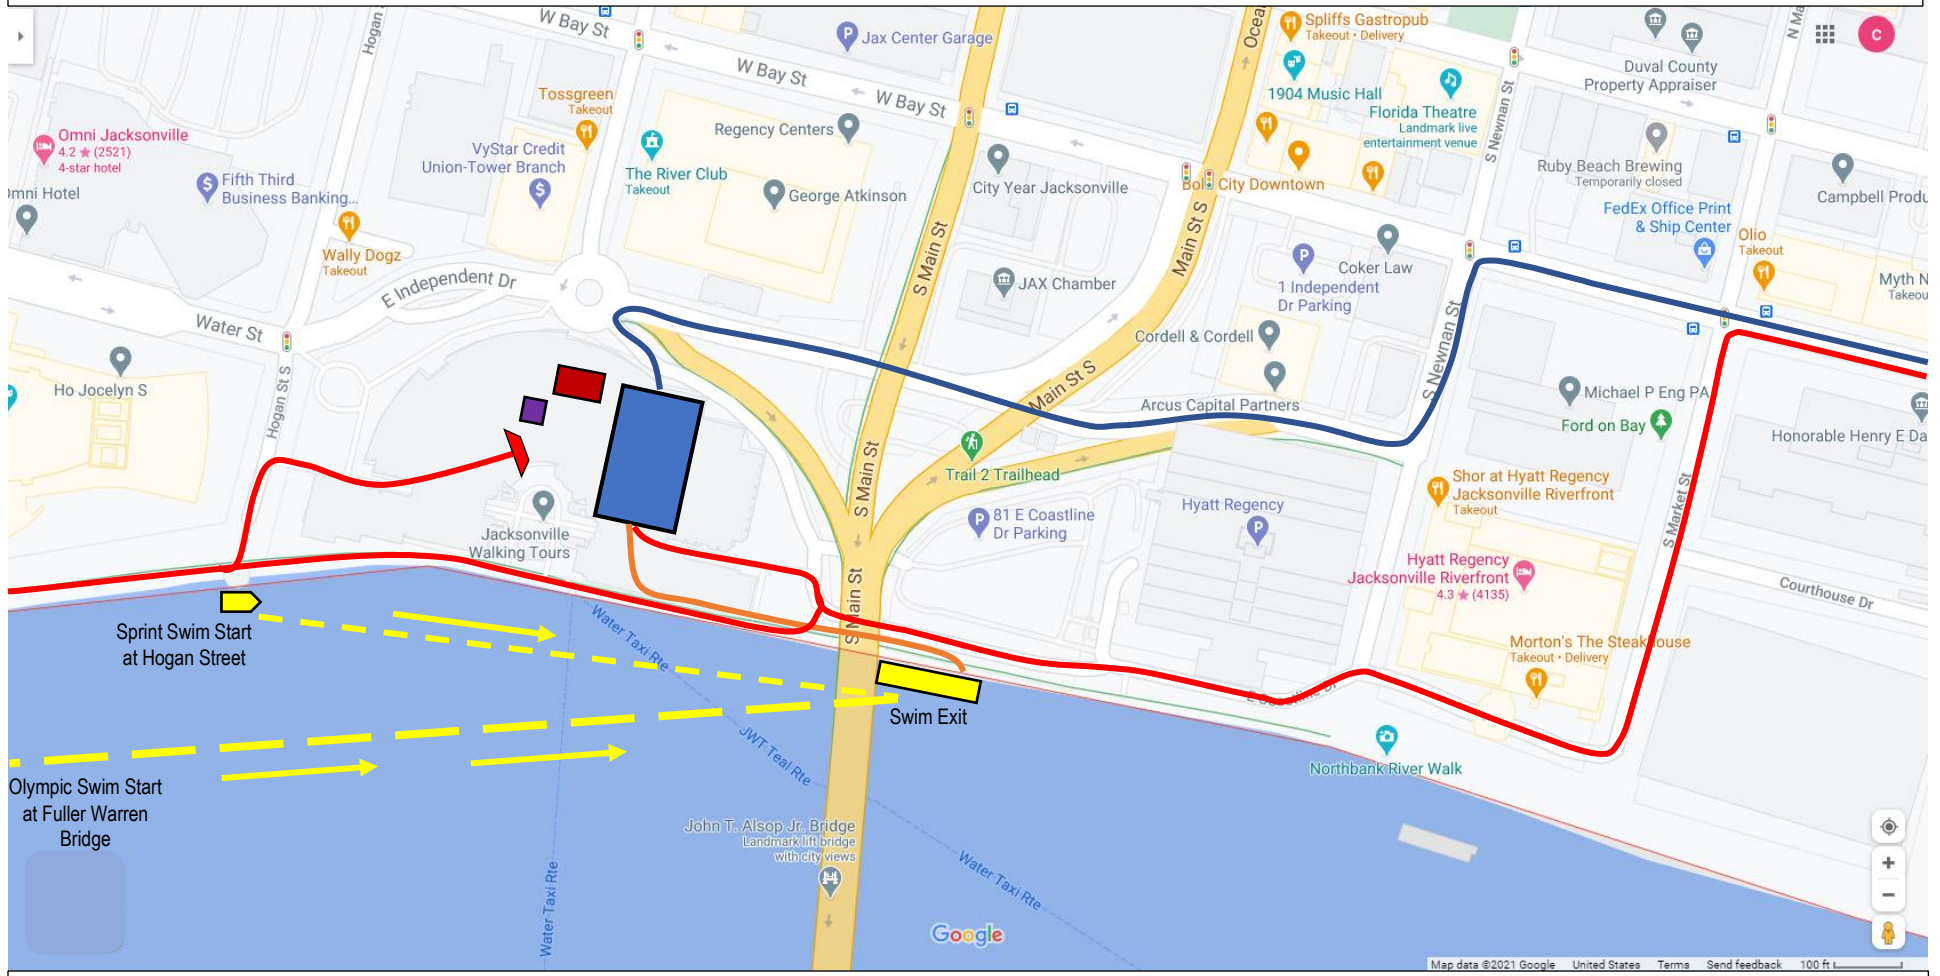 W Bay St
Hogan
Jax Center Garage
Ocea
Spliffs Gastropub
Takeout • Delivery
N Ma
C
Duval County
Property Appraiser
W Bay St
W Bay St
1904 Music Hall
Florida Theatre
Landmark live
entertainment venue
S Newnan St
Tossgreen
Takeout
Omni Jacksonville
4.2 ★ (2521)
4-star hotel
VyStar Credit
Union-Tower Branch
Regency Centers
The River Club
Takeout
City Year Jacksonville
City Downtown
Ruby Beach Brewing
Temporarily closed
Campbell Produ
Omni Hotel
Fifth Third
Business Banking...
George Atkinson
FedEx Office Print
& Ship Center
Olio
Takeout
Wally Dogz
Takeout
S Main St
Main St S
Coker Law
1 Independent
Dr Parking
Myth N
Takeou
E Independent Dr
JAX Chamber
Water St
Cordell & Cordell
S Newnan St
Ho Jocelyn S
Hogan St S
Main St S
Arcus Capital Partners
Michael P Eng PA
Ford on Bay
Honorable Henry E Da
Trail 2 Trailhead
S Main St
Shor at Hyatt Regency
Jacksonville Riverfront
Takeout
Hyatt Regency
81 E Coastline
Dr Parking
S Market St
Jacksonville
Walking Tours
Hyatt Regency
Jacksonville Riverfront
4.3 ★ (4135)
Courthouse Dr
S Main St
Sprint Swim Start
at Hogan Street
Water Taxi Rte
Morton's The Steakhouse
Takeout • Delivery
Swim Exit
JWT Teal Rte
Northbank River Walk
Olympic Swim Start
at Fuller Warren
Bridge
John T. Alsop Jr. Bridge
Landmark lift bridge
with city views
Water Taxi Rte
Water Taxi Rte
Google
Map data ©2021 Google United States Terms Send feedback 100 ft